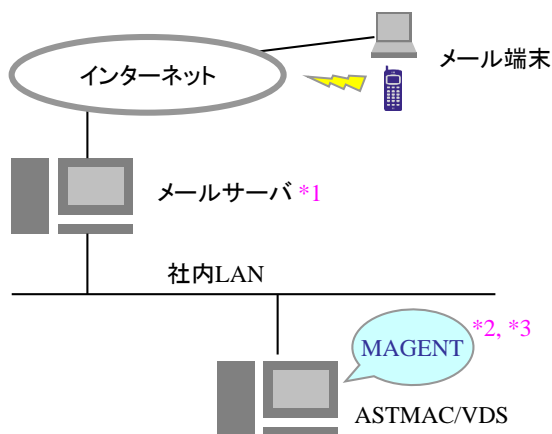 インターネット
メール端末
メールサーバ *1
社内LAN
MAGENT
*2, *3
ASTMAC/VDS